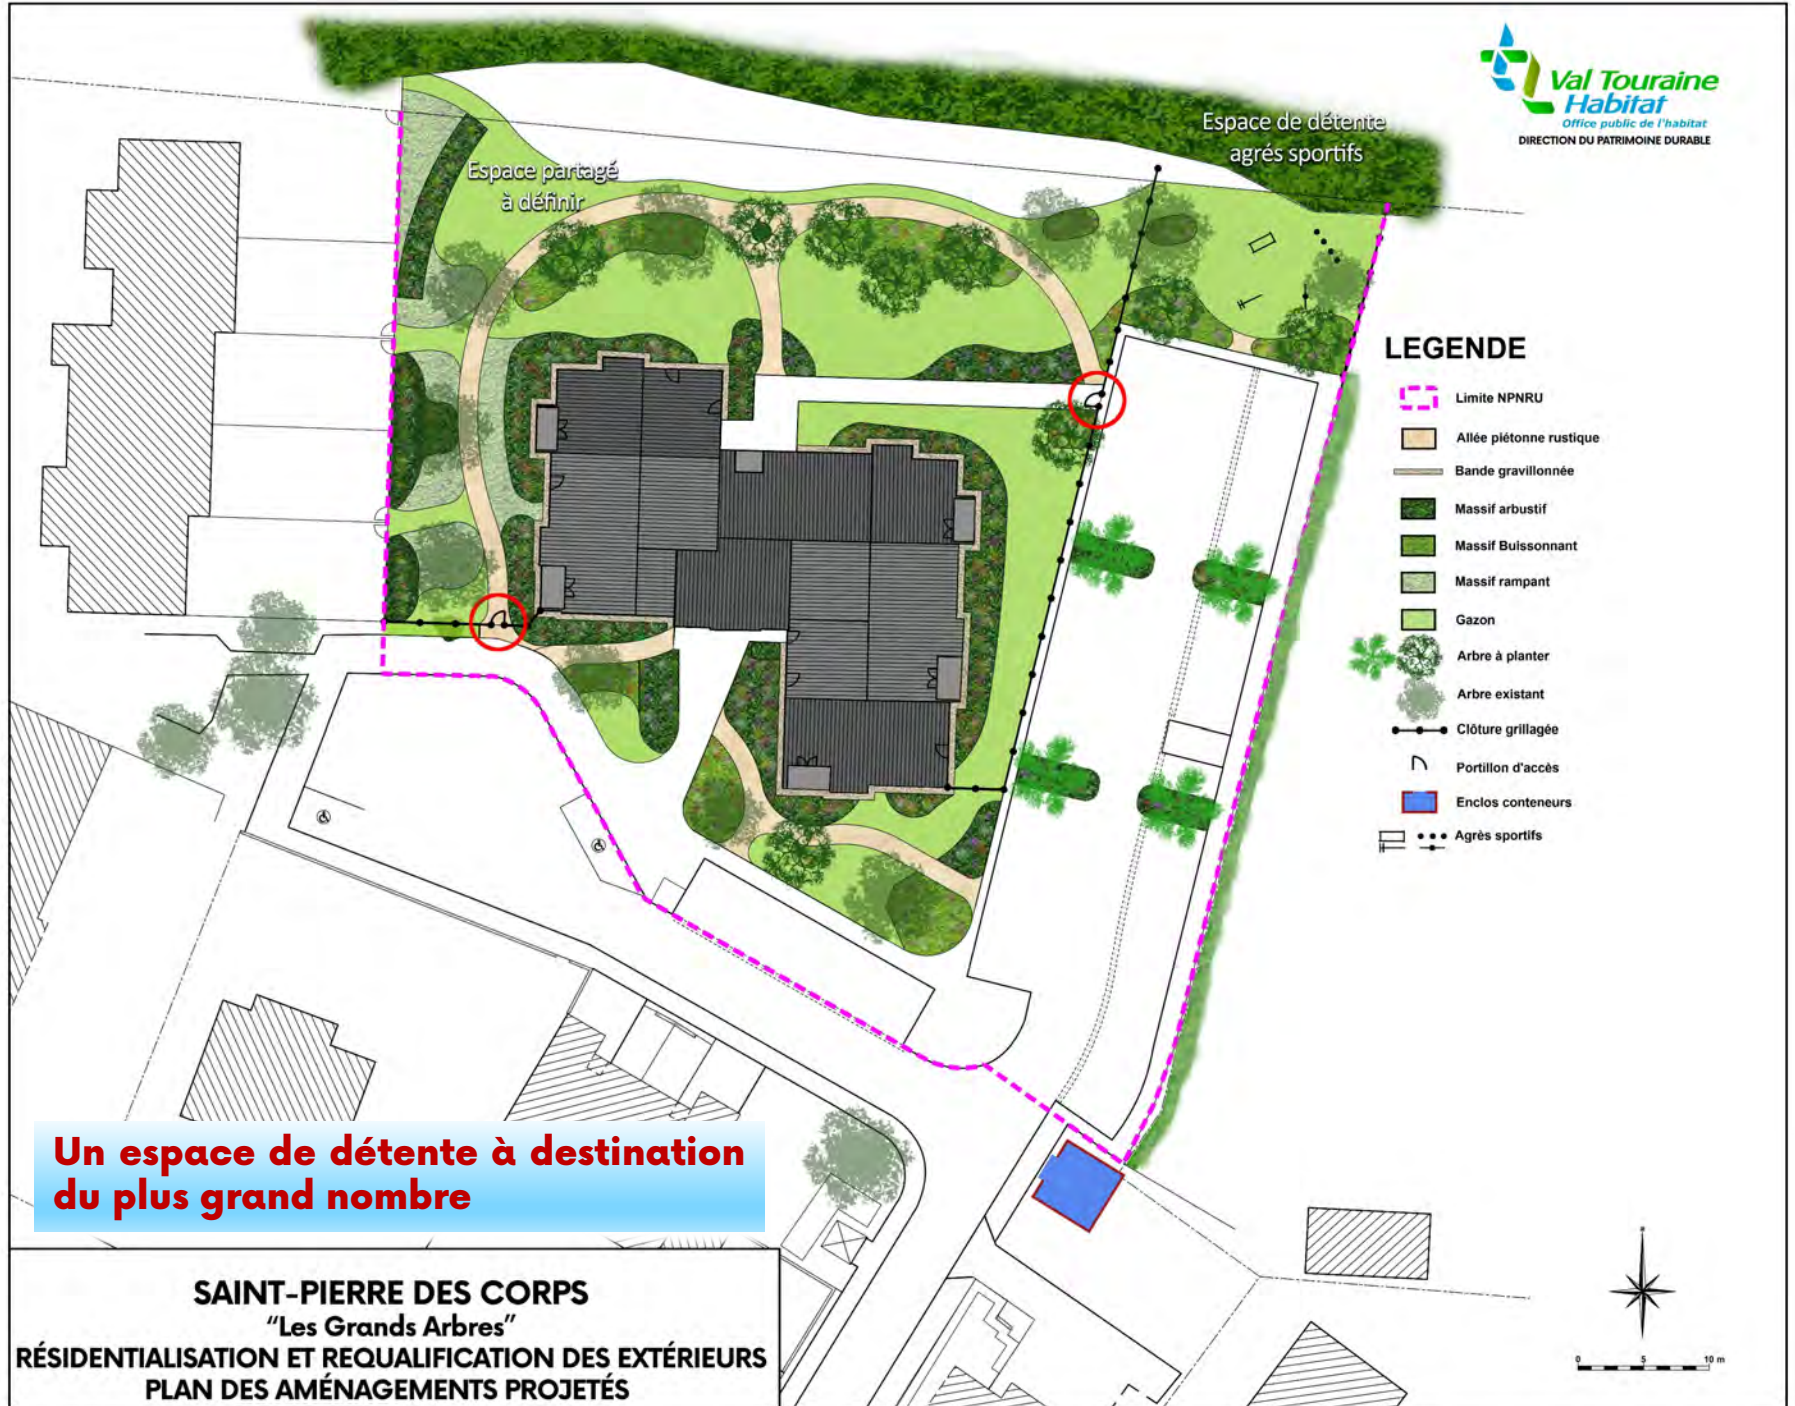 Val Touraine
Habitat
Office public de l'habitat
DIRECTION DU PATRIMOINE DURABLE
Espace de détente
agrés sportifs
Espace partagé
à définir
LEGENDE
Limite NPNRU
Allée piétonne rustique
Bande gravillonnée
Massif arbustif
Massif Buissonnant
Massif rampant
Gazon
Arbre à planter
Arbre existant
Clôture grillagée
Portillon d'accès
Enclos conteneurs
Agrès sportifs
Un espace de détente à destination
du plus grand nombre
SAINT-PIERRE DES CORPS
"Les Grands Arbres"
RÉSIDENTIALISATION ET REQUALIFICATION DES EXTÉRIEURS
PLAN DES AMÉNAGEMENTS PROJETÉS
0 5 10 m